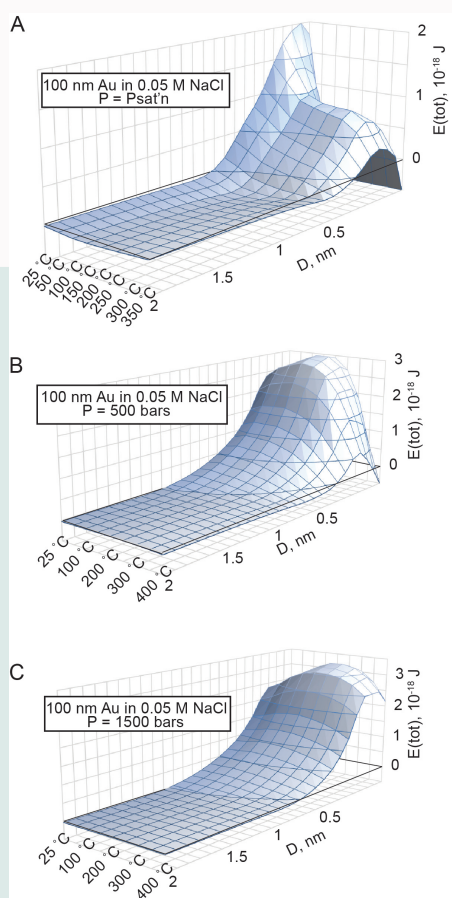 A
100 nm Au in 0.05 M NaCl
P = Psat'n
2
1
0
E(tot), 10⁻¹⁸ J
0.5
1
1.5
2
D, nm
25˚C
50˚C
100˚C
150˚C
200˚C
250˚C
300˚C
350˚C
B
100 nm Au in 0.05 M NaCl
P = 500 bars
3
2
1
0
E(tot), 10⁻¹⁸ J
0.5
1
1.5
2
D, nm
25˚C
100˚C
200˚C
300˚C
400˚C
C
100 nm Au in 0.05 M NaCl
P = 1500 bars
3
2
1
0
E(tot), 10⁻¹⁸ J
0.5
1
1.5
2
D, nm
25˚C
100˚C
200˚C
300˚C
400˚C